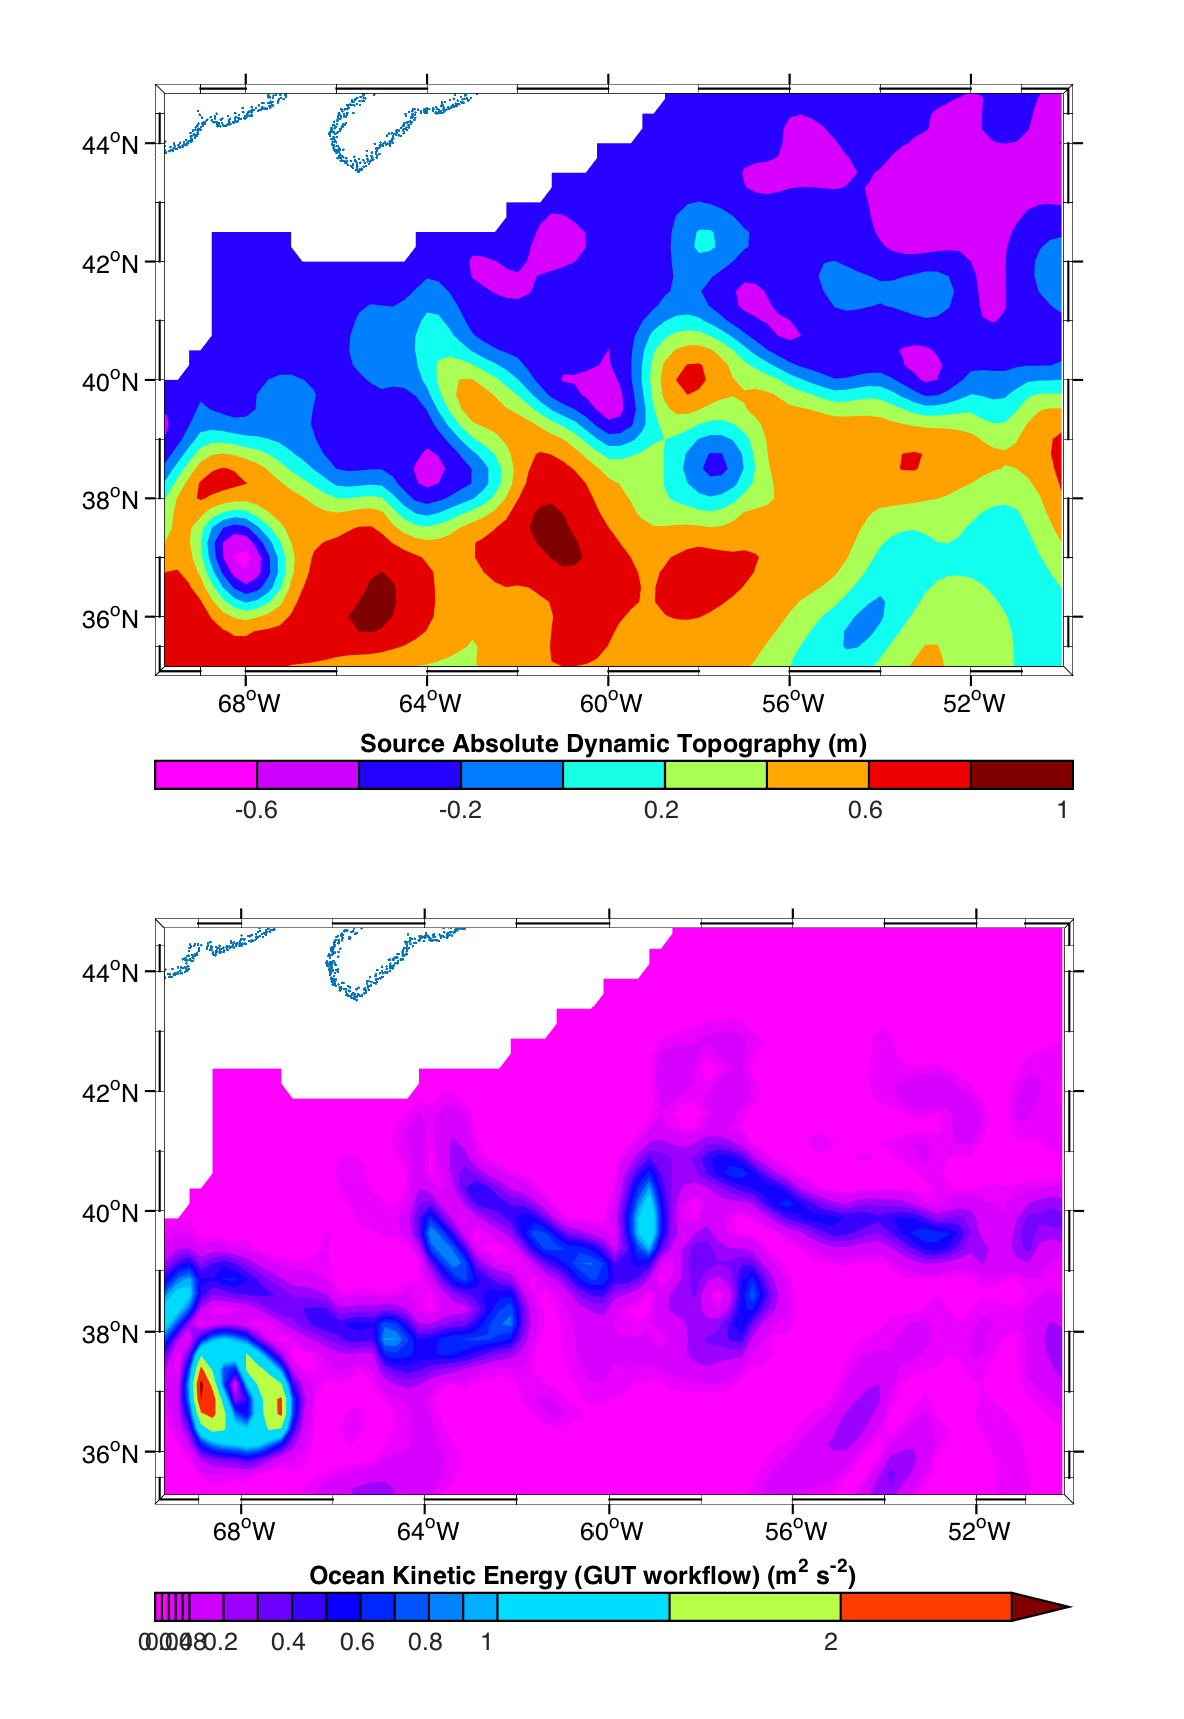 44°N
42°N
40°N
38°N
36°N
68°W 64°W 60°W 56°W 52°W
Source Absolute Dynamic Topography (m)
-0.6 -0.2 0.2 0.6 1
44°N
42°N
40°N
38°N
36°N
68°W 64°W 60°W 56°W 52°W
Ocean Kinetic Energy (GUT workflow) (m² s⁻²)
0.2 0.4 0.6 0.8 1 2